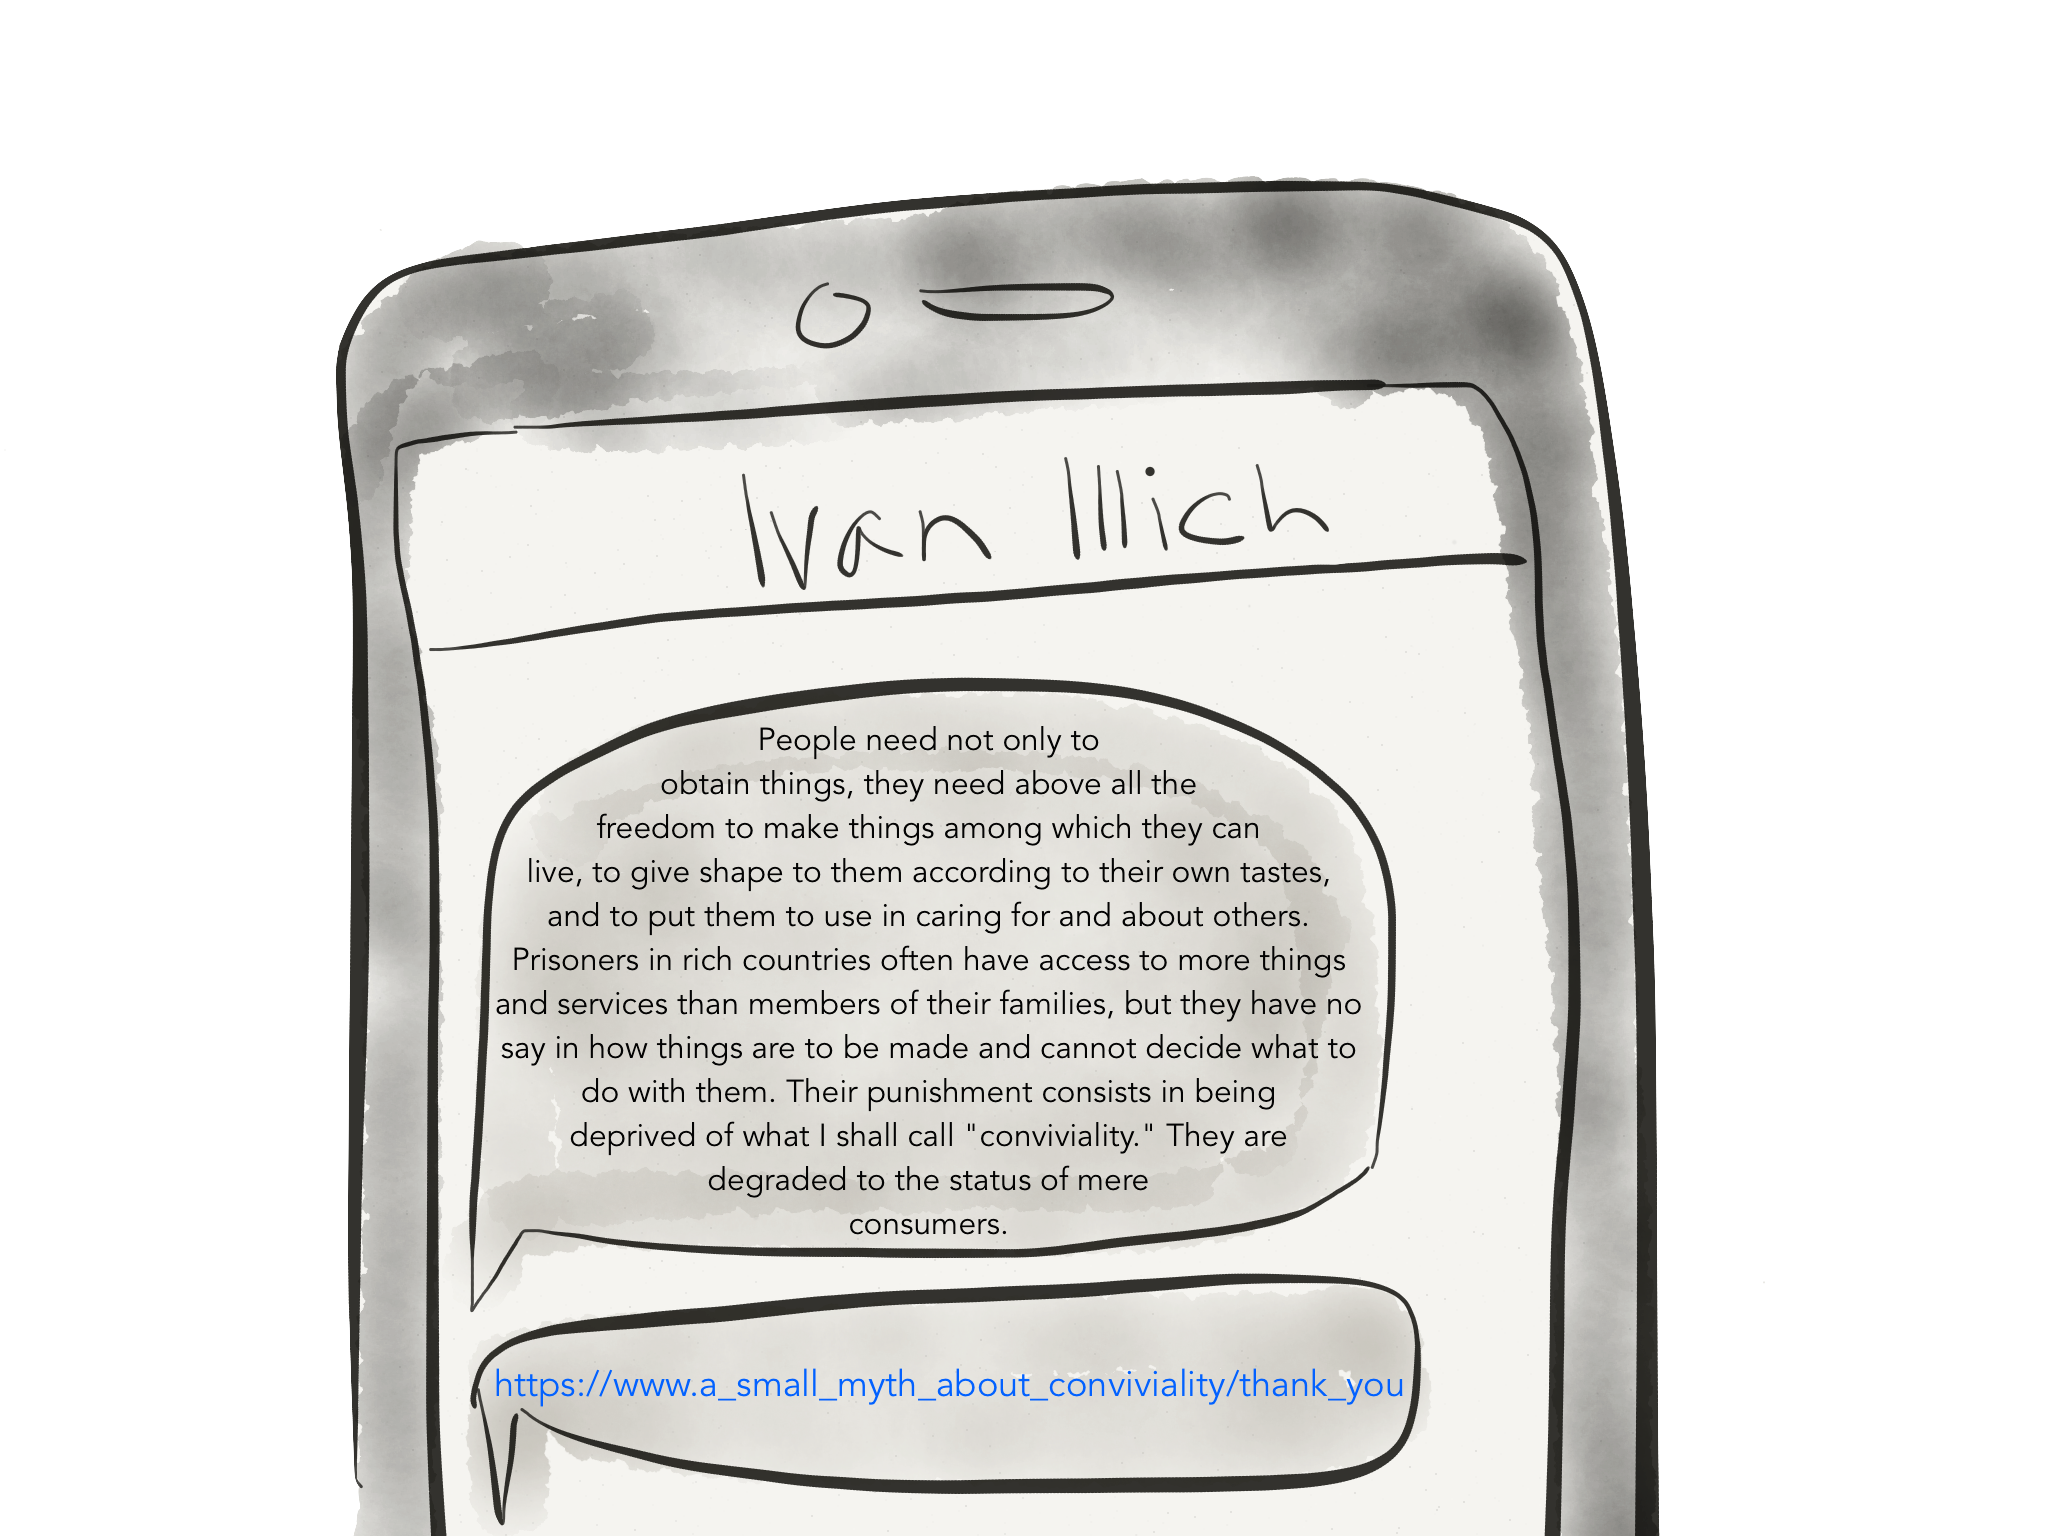 Ivan Illich
People need not only to
obtain things, they need above all the
freedom to make things among which they can
live, to give shape to them according to their own tastes,
and to put them to use in caring for and about others.
Prisoners in rich countries often have access to more things
and services than members of their families, but they have no
say in how things are to be made and cannot decide what to
do with them. Their punishment consists in being
deprived of what I shall call "conviviality." They are
degraded to the status of mere
consumers.
https://www.a_small_myth_about_conviviality/thank_you